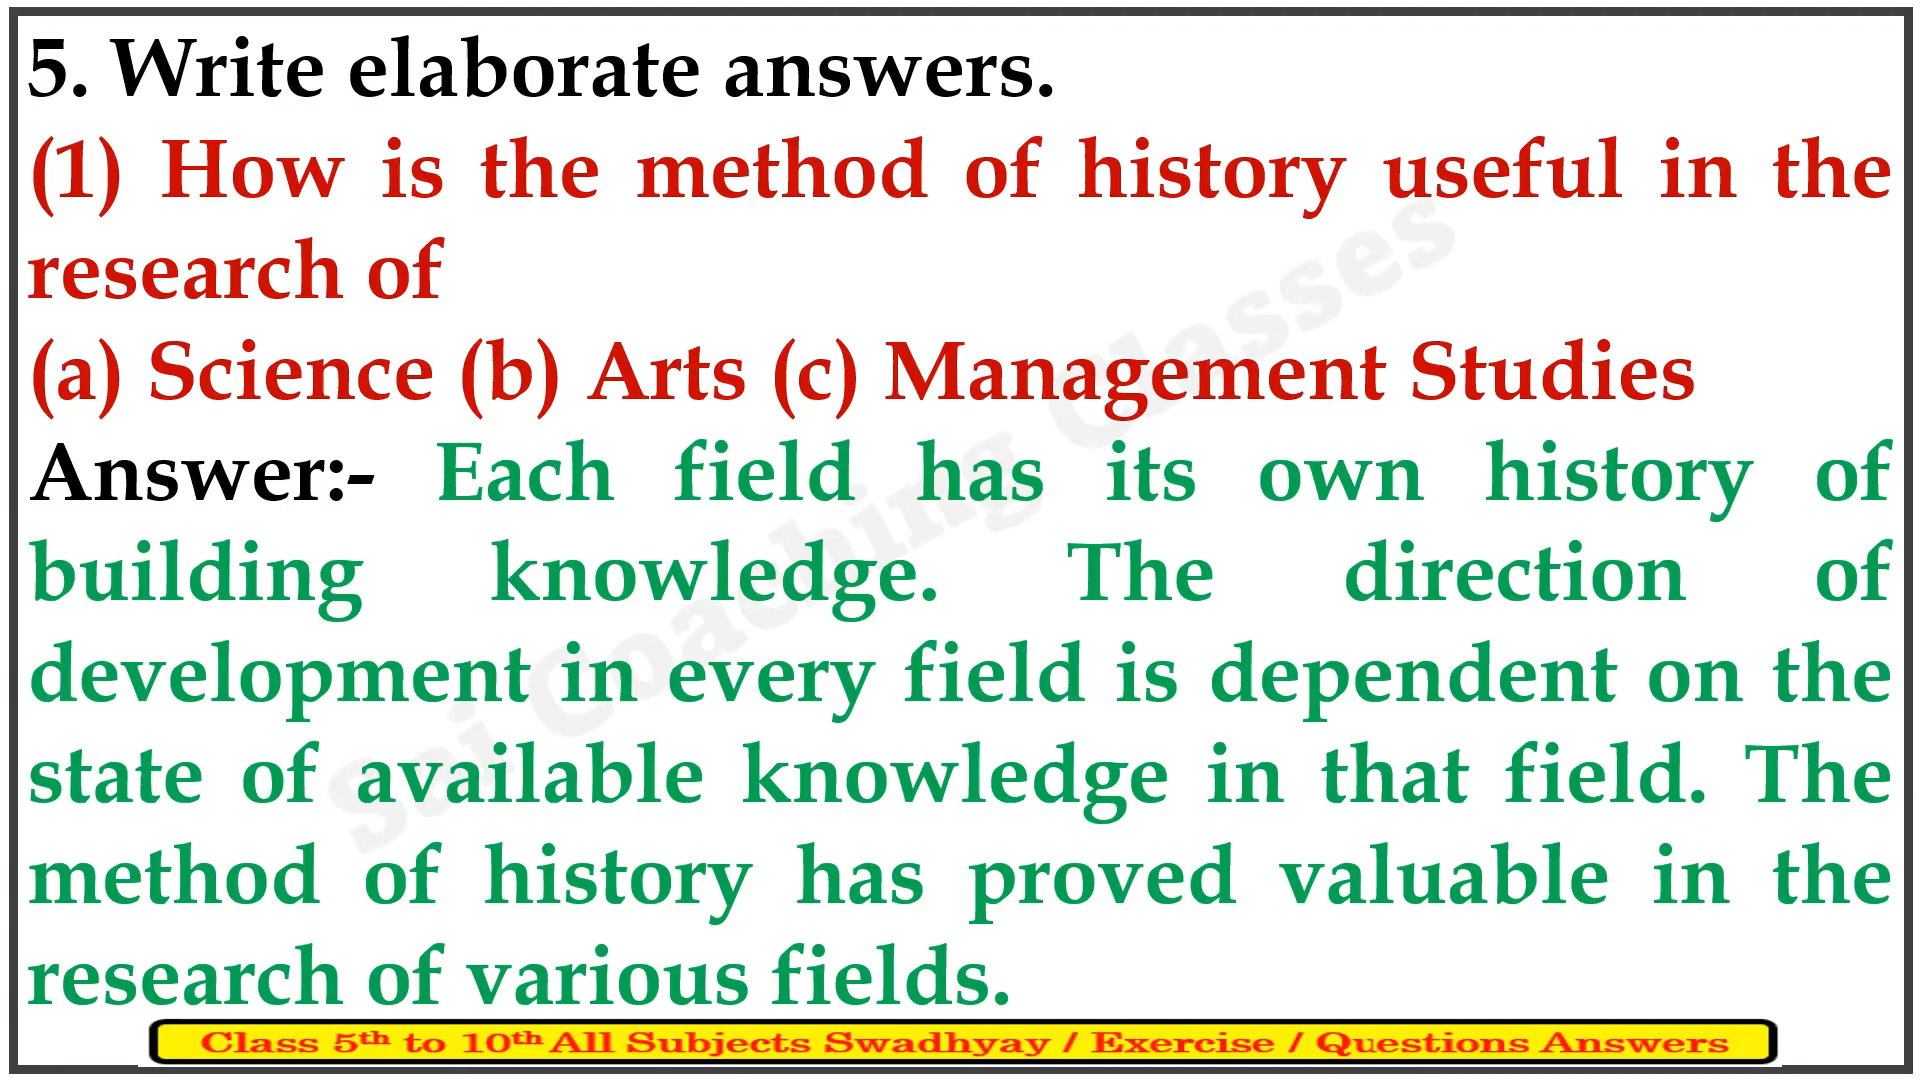 5. Write elaborate answers.
(1) How is the method of history useful in the
research of
(a) Science (b) Arts (c) Management Studies
Answer:- Each field has its own history of
building knowledge. The direction of
development in every field is dependent on the
state of available knowledge in that field. The
method of history has proved valuable in the
research of various fields.
Sai Coaching Classes
Class 5th to 10th All Subjects Swadhyay / Exercise / Questions Answers